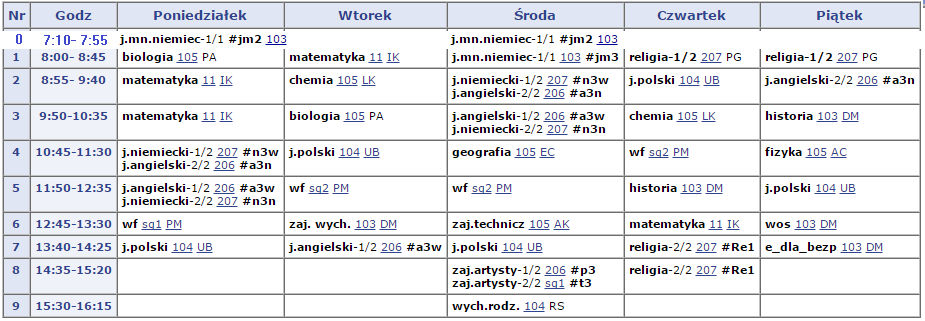 Nr Godz Poniedziałek Wtorek Środa Czwartek Piątek
0 7:10- 7:55 j.mn.niemiec-1/1 #jm2 103 j.mn.niemiec-1/1 #jm2 103
1 8:00- 8:45 biologia 105 PA matematyka 11 IK j.mn.niemiec-1/1 103 #jm3 religia-1/2 207 PG religia-1/2 207 PG
2 8:55- 9:40 matematyka 11 IK chemia 105 LK j.niemiecki-1/2 207 #n3w j.polski 104 UB j.angielski-2/2 206 #a3n
j.angielski-2/2 206 #a3n
3 9:50-10:35 matematyka 11 IK biologia 105 PA j.angielski-1/2 206 #a3w chemia 105 LK historia 103 DM
j.niemiecki-2/2 207 #n3n
4 10:45-11:30 j.niemiecki-1/2 207 #n3w j.polski 104 UB geografia 105 EC wf sg2 PM fizyka 105 AC
j.angielski-2/2 206 #a3n
5 11:50-12:35 j.angielski-1/2 206 #a3w wf sg2 PM wf sg2 PM historia 103 DM j.polski 104 UB
j.niemiecki-2/2 207 #n3n
6 12:45-13:30 wf sg1 PM zaj. wych. 103 DM zaj.technicz 105 AK matematyka 11 IK wos 103 DM
7 13:40-14:25 j.polski 104 UB j.angielski-1/2 206 #a3w j.polski 104 UB religia-2/2 207 #Re1 e_dla_bezp 103 DM
8 14:35-15:20 zaj.artysty-1/2 206 #p3 religia-2/2 207 #Re1
zaj.artysty-2/2 sg1 #t3
9 15:30-16:15 wych.rodz. 104 RS